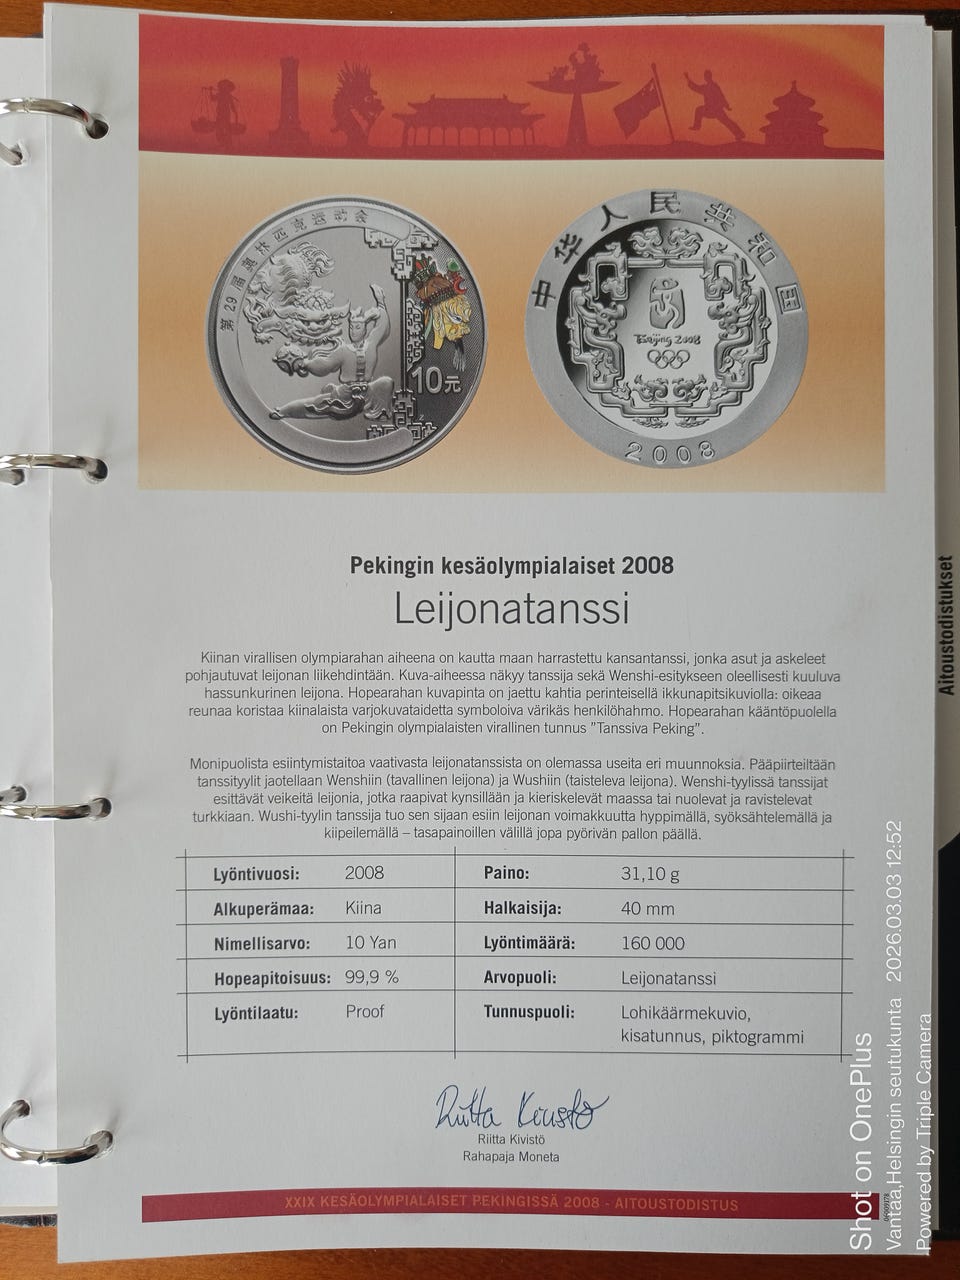 第29届奥林匹克运动会
10元
中华人民共和国
Beijing 2008
2008
Pekingin kesäolympialaiset 2008
Leijonatanssi
Kiinan virallisen olympiarahan aiheena on kautta maan harrastettu kansantanssi, jonka asut ja askeleet
pohjautuvat leijonan liikehdintään. Kuva-aiheessa näkyy tanssija sekä Wenshi-esitykseen oleellisesti kuuluva
hassunkurinen leijona. Hopearahan kuvapinta on jaettu kahtia perinteisellä ikkunapitsikuviolla: oikeaa
reunaa koristaa kiinalaista varjokuvataidetta symboloiva värikäs henkilöhahmo. Hopearahan kääntöpuolella
on Pekingin olympialaisten virallinen tunnus ”Tanssiva Peking”.
Monipuolista esiintymistaitoa vaativasta leijonatanssista on olemassa useita eri muunnoksia. Pääpiirteiltään
tanssityylit jaotellaan Wenshiin (tavallinen leijona) ja Wushiin (taisteleva leijona). Wenshi-tyylissä tanssijat
esittävät veikeitä leijonia, jotka raapivat kynsillään ja kieriskelevät maassa tai nuolevat ja ravistelevat
turkkiaan. Wushi-tyylin tanssija tuo sen sijaan esiin leijonan voimakkuutta hyppimällä, syöksähtelemällä ja
kiipeilemällä – tasapainoillen välillä jopa pyörivän pallon päällä.
Lyöntivuosi: 2008 Paino: 31,10 g
Alkuperämaa: Kiina Halkaisija: 40 mm
Nimellisarvo: 10 Yan Lyöntimäärä: 160 000
Hopeapitoisuus: 99,9 % Arvopuoli: Leijonatanssi
Lyöntilaatu: Proof Tunnuspuoli: Lohikäärmekuvio,
kisatunnus, piktogrammi
Riitta Kivistö
Riitta Kivistö
Rahapaja Moneta
XXIX KESÄOLYMPIALAISET PEKINGISSÄ 2008 - AITOUSTODISTUS
Aitoustodistukset
Shot on OnePlus
Vantaa,Helsingin seutukunta 2026.03.03 12:52
Powered by Triple Camera